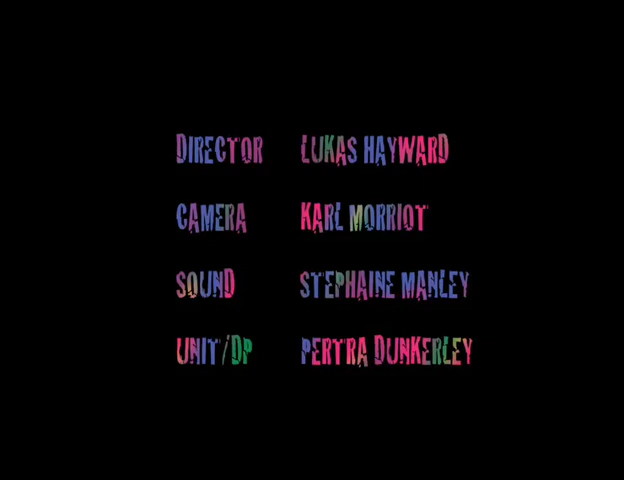 DIRECTOR LUKAS HAYWARD
CAMERA KARL MORRIOT
SOUND STEPHAINE MANLEY
UNIT/DP PERTRA DUNKERLEY